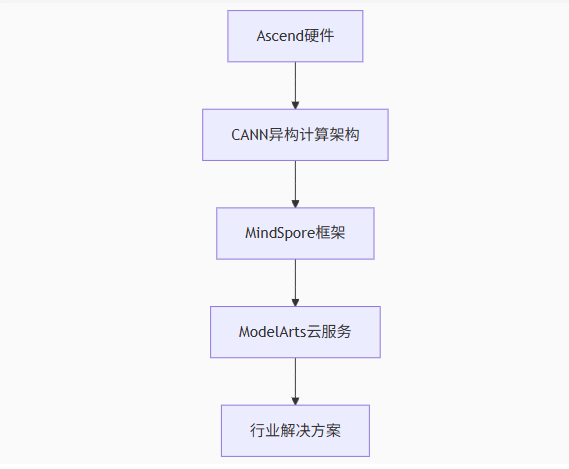 Ascend硬件
CANN异构计算架构
MindSpore框架
ModelArts云服务
行业解决方案